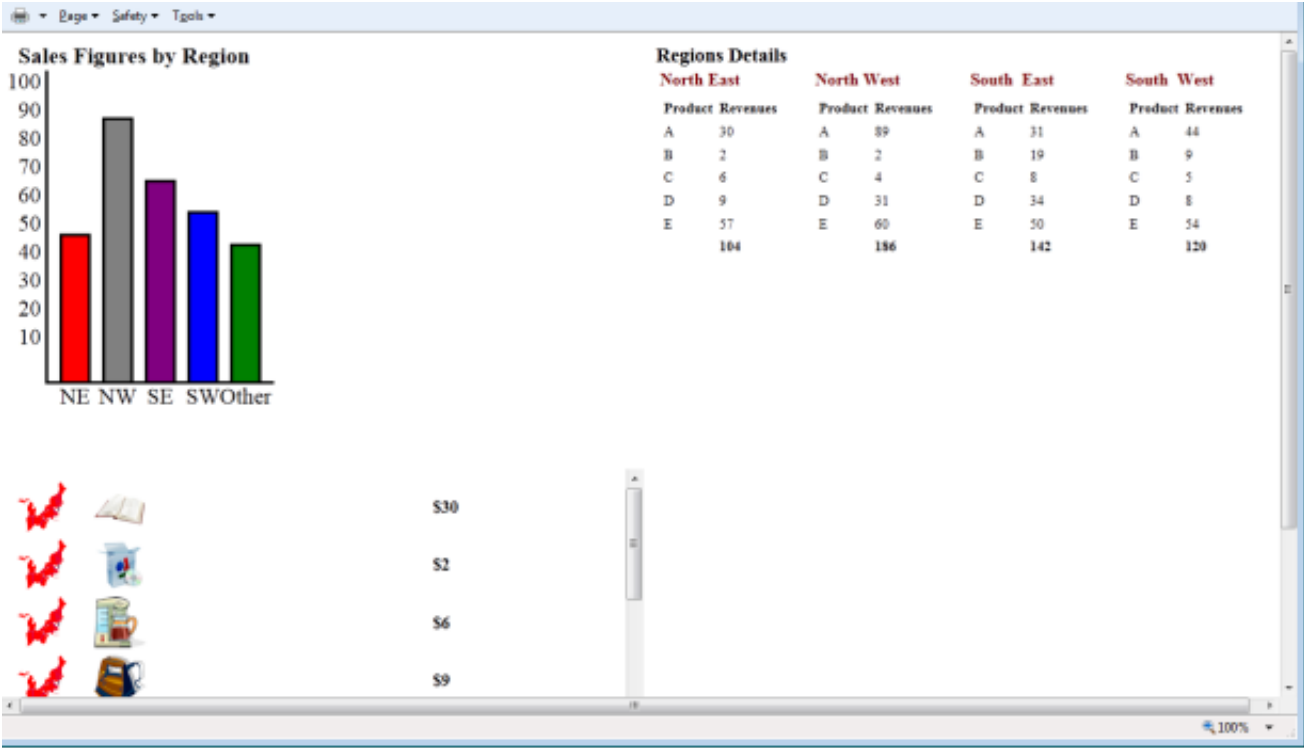 Page Safety Tools
Sales Figures by Region
100
90
80
70
60
50
40
30
20
10
NE NW SE SW Other
Regions Details
North East North West South East South West
Product Revenues Product Revenues Product Revenues Product Revenues
A 30 A 89 A 31 A 44
B 2 B 2 B 19 B 9
C 6 C 4 C 8 C 5
D 9 D 31 D 34 D 8
E 57 E 60 E 50 E 54
104 186 142 120
$30
$2
$6
$9
100%